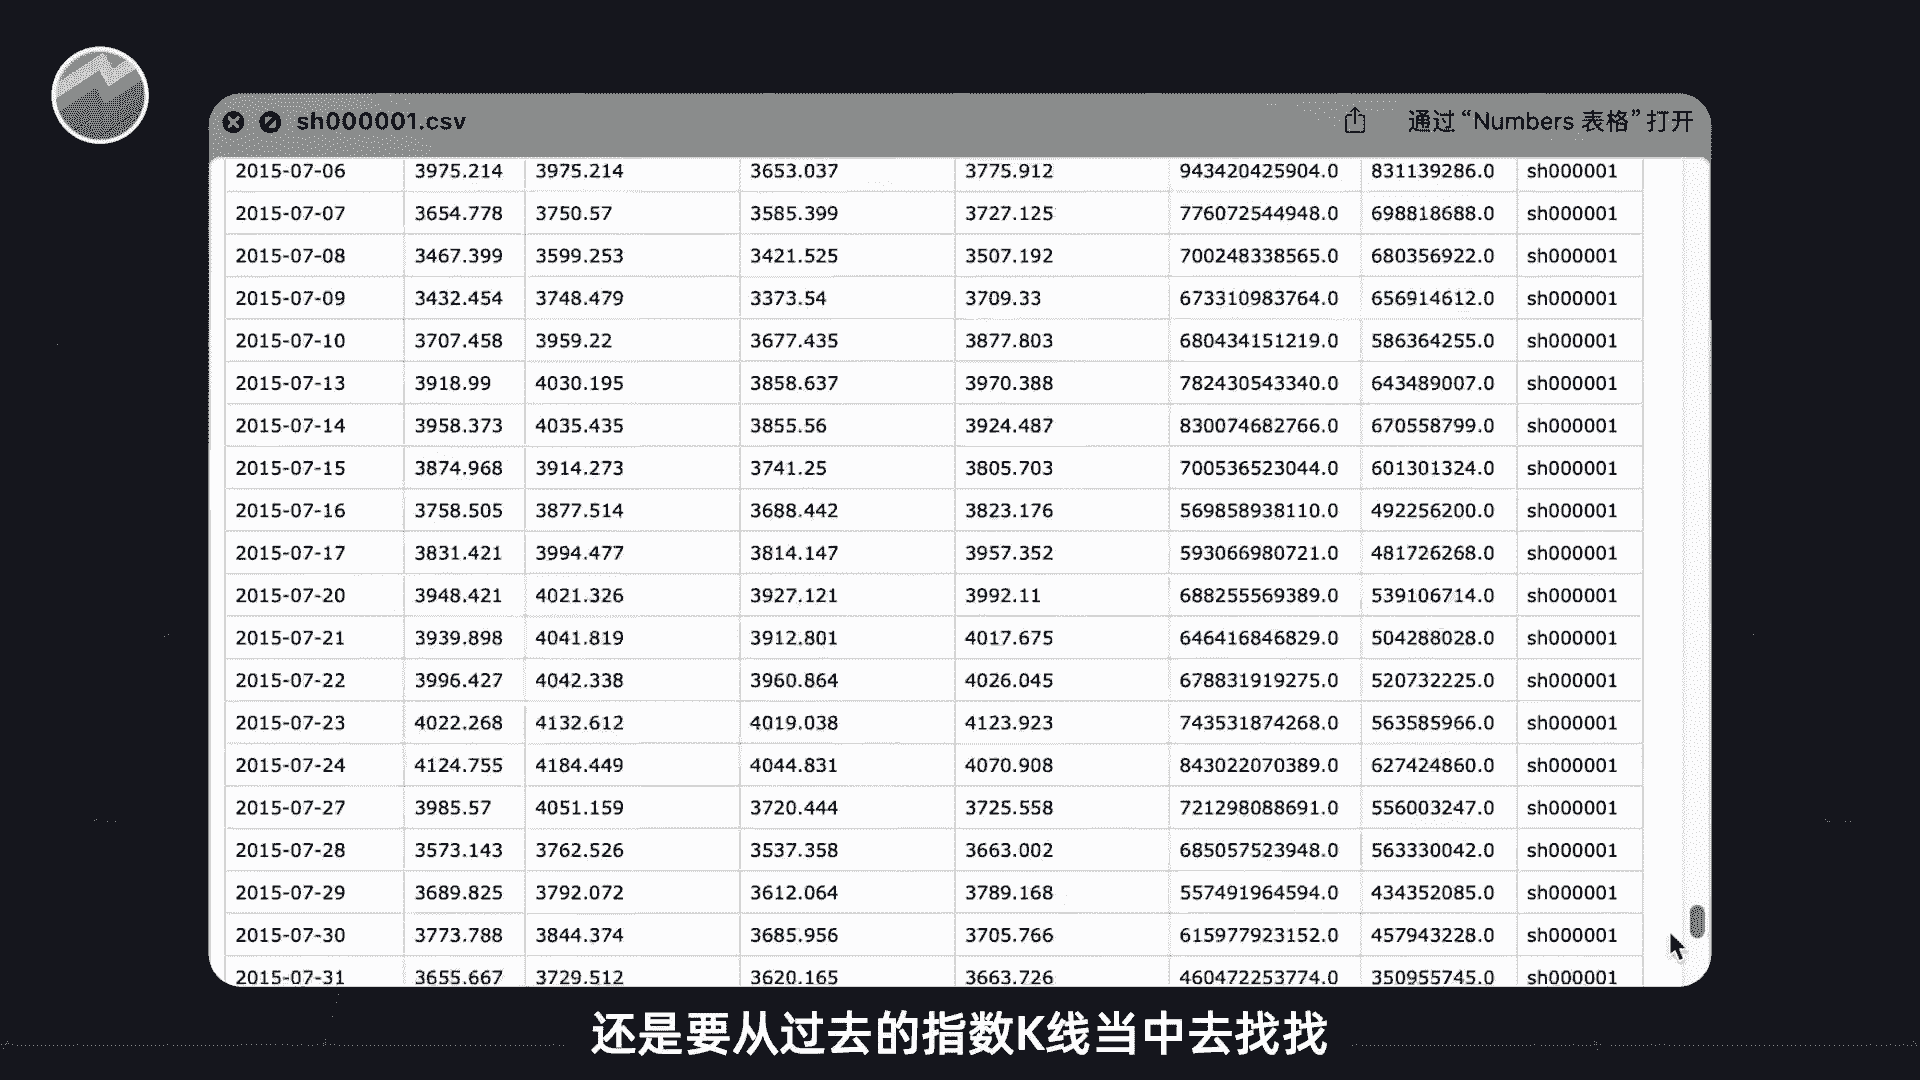 sh000001.csv 通过“Numbers 表格”打开
2015-07-06 3975.214 3975.214 3653.037 3775.912 943420425904.0 831139286.0 sh000001
2015-07-07 3654.778 3750.57 3585.399 3727.125 776072544948.0 698818688.0 sh000001
2015-07-08 3467.399 3599.253 3421.525 3507.192 700248338565.0 680356922.0 sh000001
2015-07-09 3432.454 3748.479 3373.54 3709.33 673310983764.0 656914612.0 sh000001
2015-07-10 3707.458 3959.22 3677.435 3877.803 680434151219.0 586364255.0 sh000001
2015-07-13 3918.99 4030.195 3858.637 3970.388 782430543340.0 643489007.0 sh000001
2015-07-14 3958.373 4035.435 3855.56 3924.487 830074682766.0 670558799.0 sh000001
2015-07-15 3874.968 3914.273 3741.25 3805.703 700536523044.0 601301324.0 sh000001
2015-07-16 3758.505 3877.514 3688.442 3823.176 569858938110.0 492256200.0 sh000001
2015-07-17 3831.421 3994.477 3814.147 3957.352 593066980721.0 481726268.0 sh000001
2015-07-20 3948.421 4021.326 3927.121 3992.11 688255569389.0 539106714.0 sh000001
2015-07-21 3939.898 4041.819 3912.801 4017.675 646416846829.0 504288028.0 sh000001
2015-07-22 3996.427 4042.338 3960.864 4026.045 678831919275.0 520732225.0 sh000001
2015-07-23 4022.268 4132.612 4019.038 4123.923 743531874268.0 563585966.0 sh000001
2015-07-24 4124.755 4184.449 4044.831 4070.908 843022070389.0 627424860.0 sh000001
2015-07-27 3985.57 4051.159 3720.444 3725.558 721298088691.0 556003247.0 sh000001
2015-07-28 3573.143 3762.526 3537.358 3663.002 685057523948.0 563330042.0 sh000001
2015-07-29 3689.825 3792.072 3612.064 3789.168 557491964594.0 434352085.0 sh000001
2015-07-30 3773.788 3844.374 3685.956 3705.766 615977923152.0 457943228.0 sh000001
2015-07-31 3655.667 3729.512 3620.165 3663.726 460472253774.0 350955745.0 sh000001
还是要从过去的指数K线当中去找找